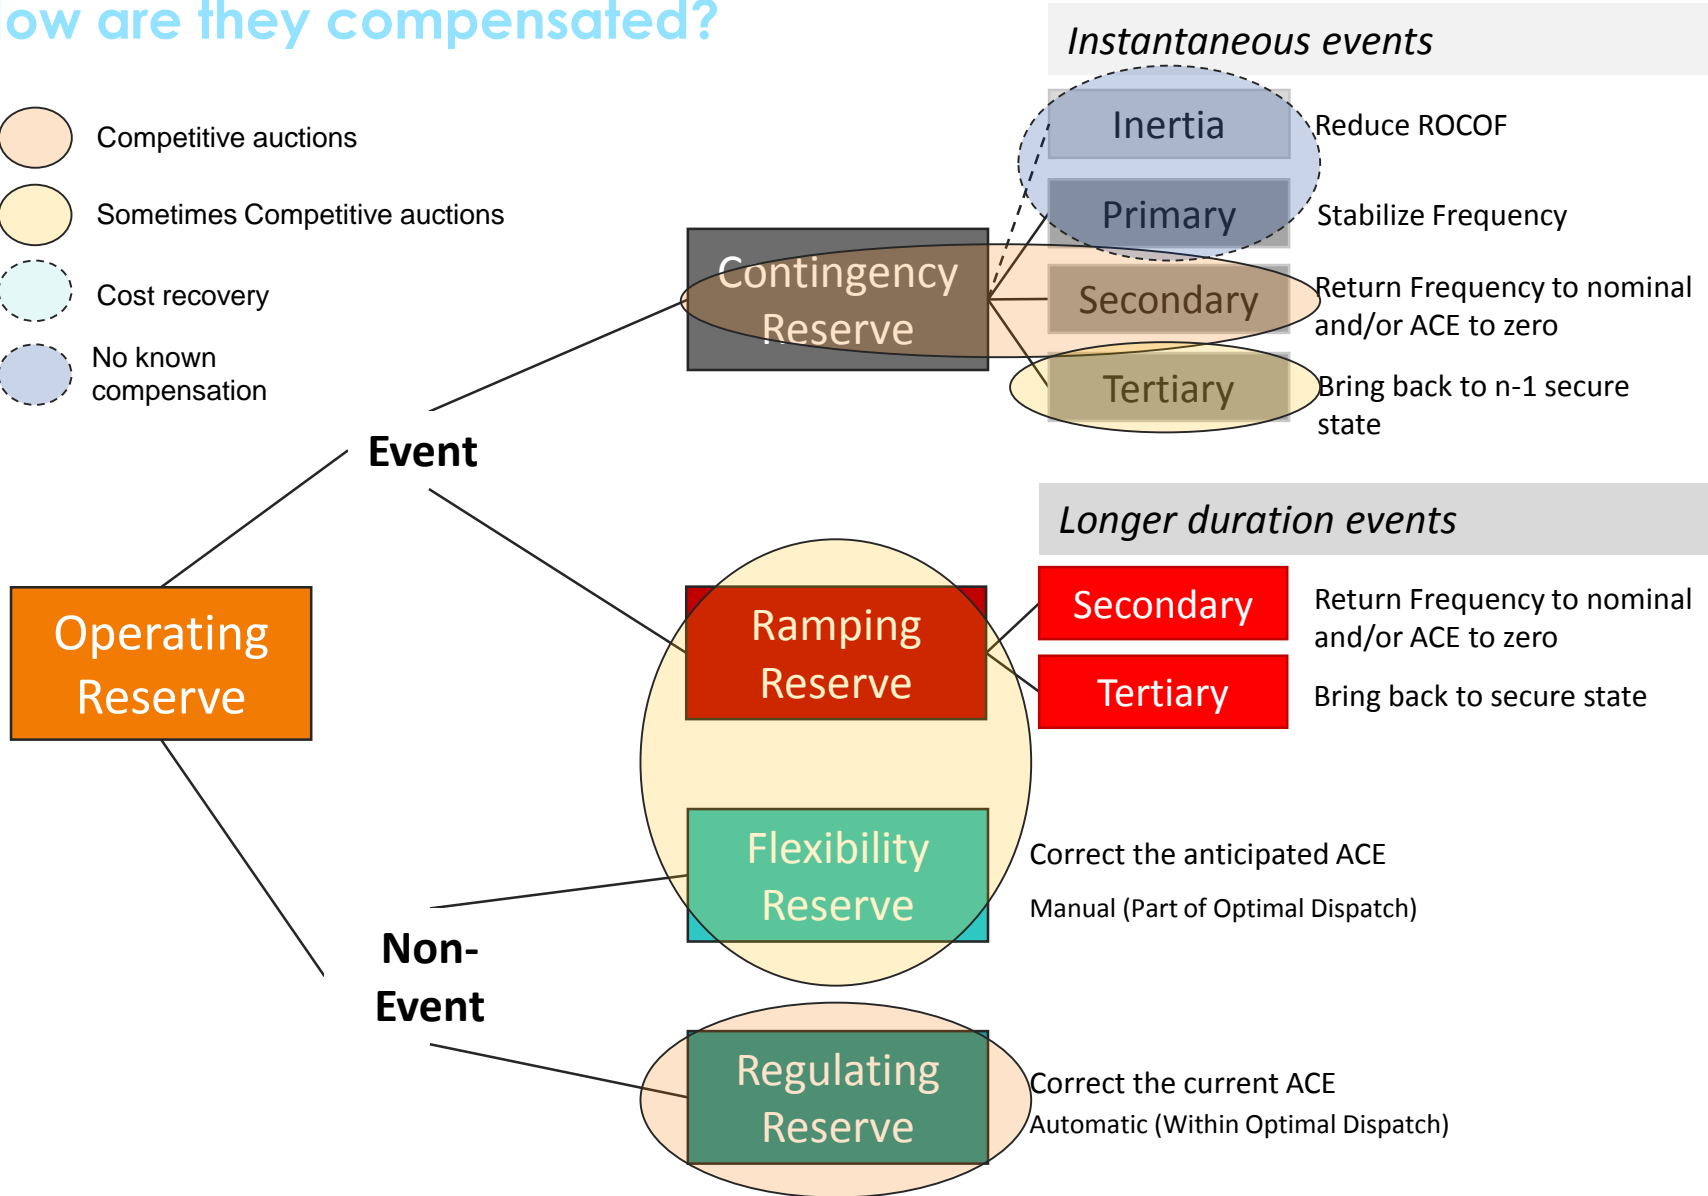 ow are they compensated?
Competitive auctions
Sometimes Competitive auctions
Cost recovery
No known
compensation
Instantaneous events
Inertia
Reduce ROCOF
Primary
Stabilize Frequency
Contingency
Reserve
Secondary
Return Frequency to nominal
and/or ACE to zero
Tertiary
Bring back to n-1 secure
state
Event
Longer duration events
Operating
Reserve
Ramping
Reserve
Secondary
Return Frequency to nominal
and/or ACE to zero
Tertiary
Bring back to secure state
Flexibility
Reserve
Correct the anticipated ACE
Manual (Part of Optimal Dispatch)
Non-
Event
Regulating
Reserve
Correct the current ACE
Automatic (Within Optimal Dispatch)